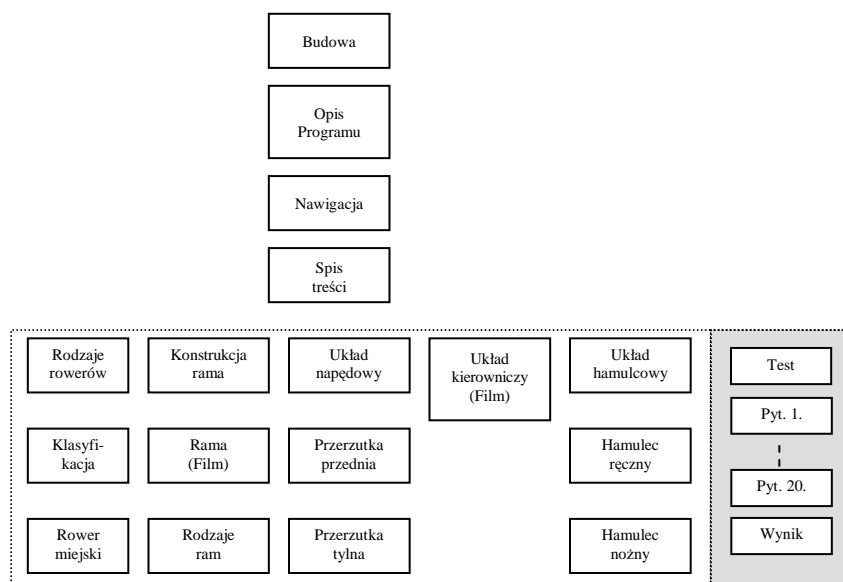 Budowa
Opis
Programu
Nawigacja
Spis
treści
Rodzaje
rowerów
Konstrukcja
rama
Układ
napędowy
Układ
kierowniczy
(Film)
Układ
hamulcowy
Test
Pyt. 1.
Klasyfi-
kacja
Rama
(Film)
Przerzutka
przednia
Hamulec
ręczny
Pyt. 20.
Rower
miejski
Rodzaje
ram
Przerzutka
tylna
Hamulec
nożny
Wynik